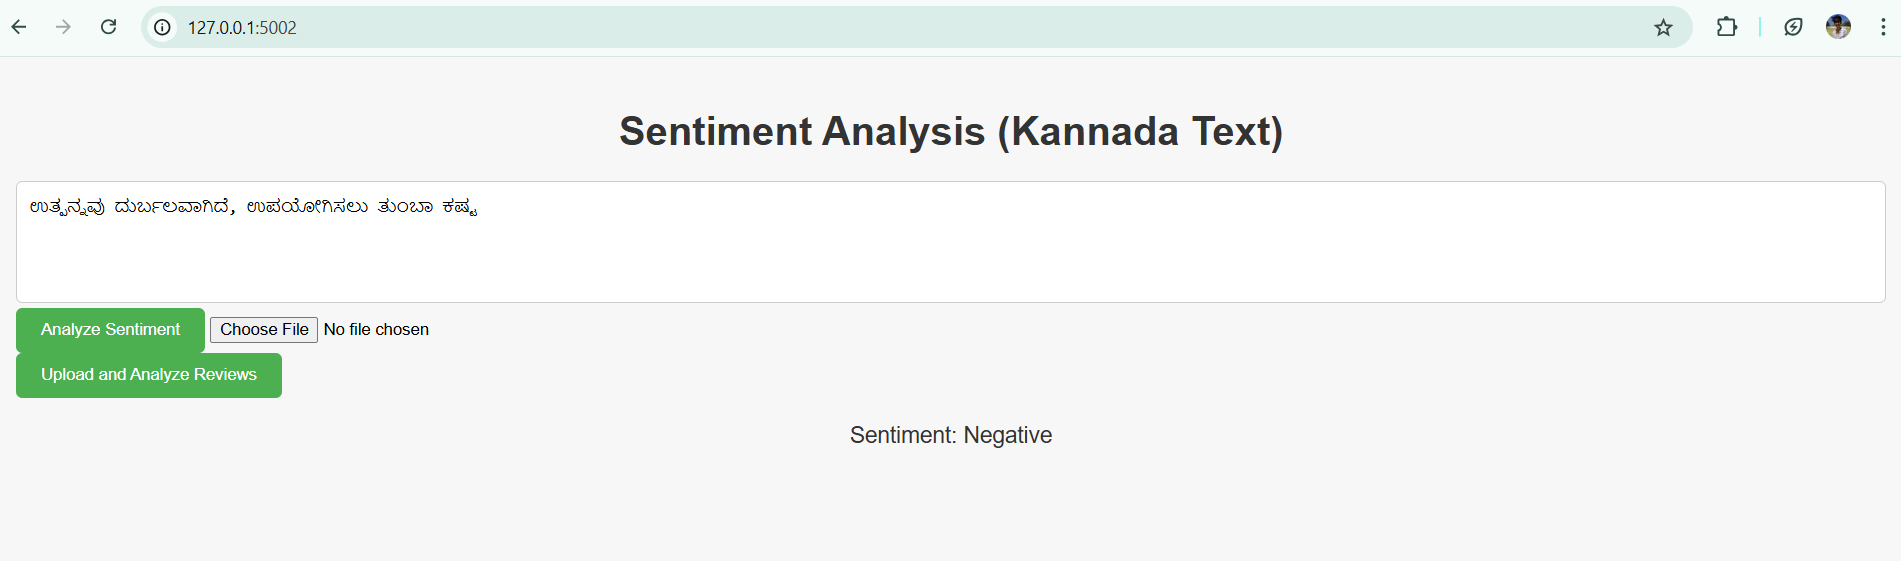 127.0.0.1:5002
Sentiment Analysis (Kannada Text)
ಉತ್ಪನ್ನವು ದುರ್ಬಲವಾಗಿದೆ, ಉಪಯೋಗಿಸಲು ತುಂಬಾ ಕಷ್ಟ
Analyze Sentiment Choose File No file chosen
Upload and Analyze Reviews
Sentiment: Negative